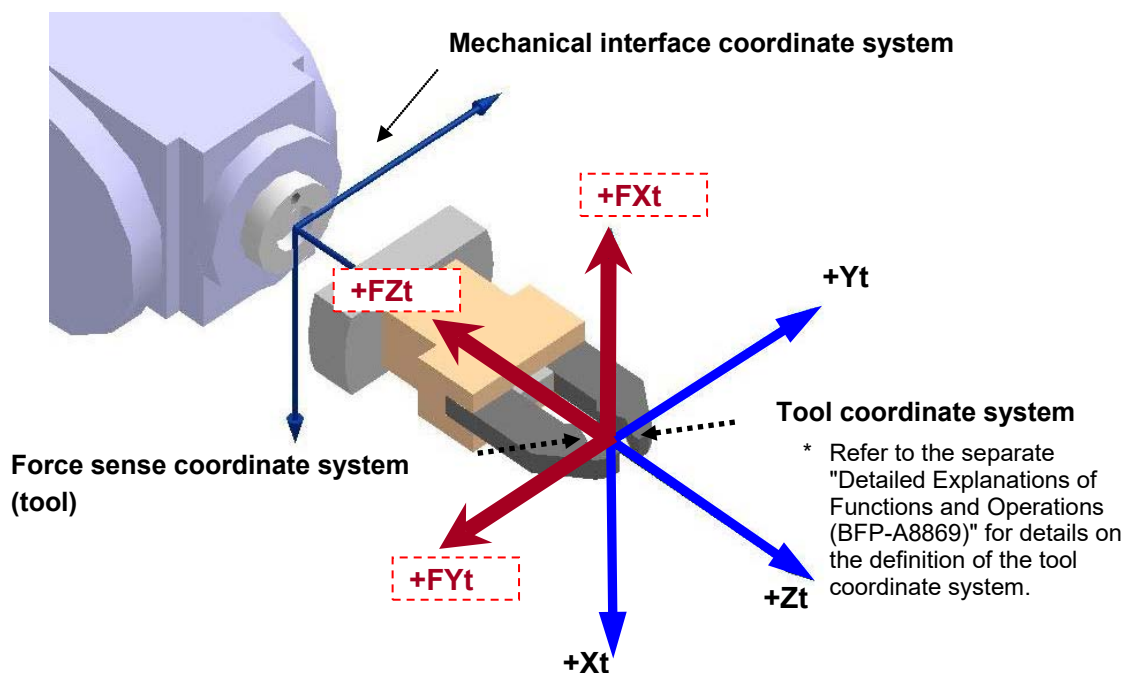 Mechanical interface coordinate system
+FXt
+FZt
+Yt
Tool coordinate system
* Refer to the separate
"Detailed Explanations of
Functions and Operations
(BFP-A8869)" for details on
the definition of the tool
coordinate system.
Force sense coordinate system
(tool)
+FYt
+Zt
+Xt